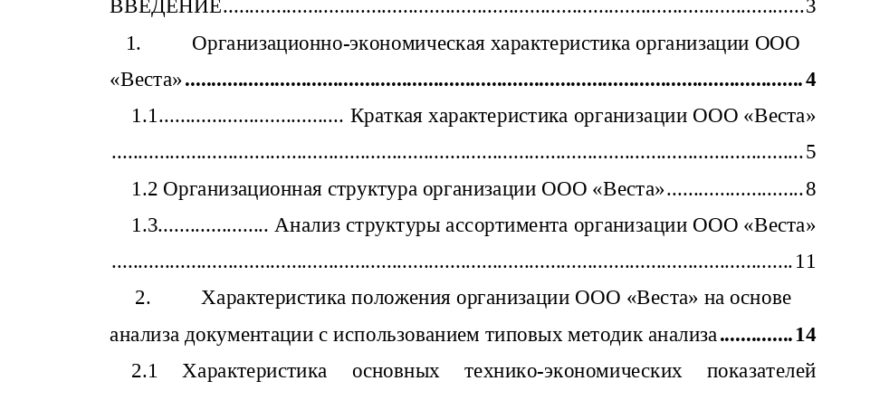 ВВЕДЕНИЕ....................................................................................................................3
1. Организационно-экономическая характеристика организации ООО
«Веста»......................................................................................................................4
1.1................................... Краткая характеристика организации ООО «Веста»
....................................................................................................................................5
1.2 Организационная структура организации ООО «Веста»..........................8
1.3..................... Анализ структуры ассортимента организации ООО «Веста»
..................................................................................................................................11
2. Характеристика положения организации ООО «Веста» на основе
анализа документации с использованием типовых методик анализа..............14
2.1 Характеристика основных технико-экономических показателей